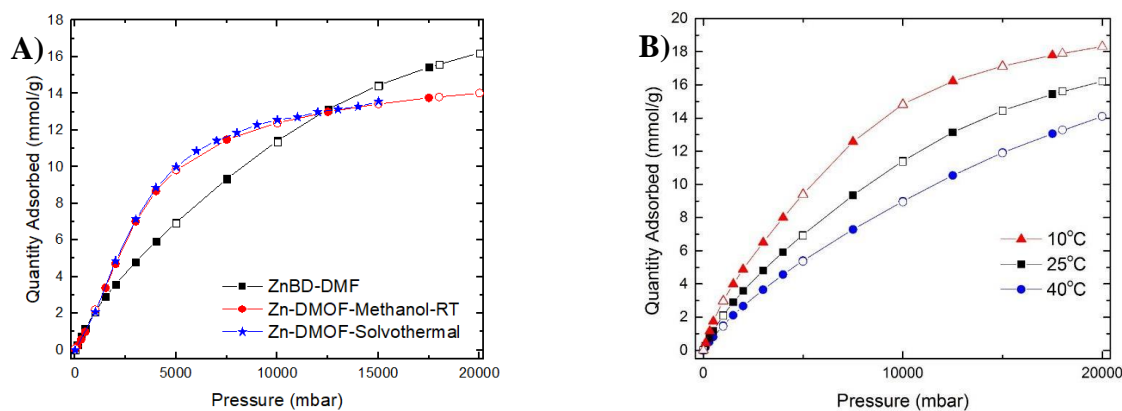 A)
18
16
14
12
10
8
6
4
2
0
Quantity Adsorbed (mmol/g)
ZnBD-DMF
Zn-DMOF-Methanol-RT
Zn-DMOF-Solvothermal
0 5000 10000 15000 20000
Pressure (mbar)
B)
20
18
16
14
12
10
8
6
4
2
0
Quantity Adsorbed (mmol/g)
10°C
25°C
40°C
0 10000 20000
Pressure (mbar)